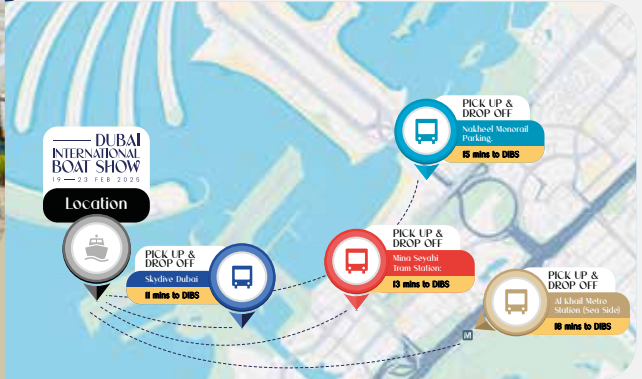 DUBAI
INTERNATIONAL
BOAT SHOW
19 — 23 FEB 2025
Location
PICK UP &
DROP OFF
Skydive Dubai
11 mins to DIBS
PICK UP &
DROP OFF
Mina Seyahi
Tram Station:
13 mins to DIBS
PICK UP &
DROP OFF
Nakheel Monorail
Parking.
15 mins to DIBS
PICK UP &
DROP OFF
Al Khail Metro
Station (Sea Side)
18 mins to DIBS
M